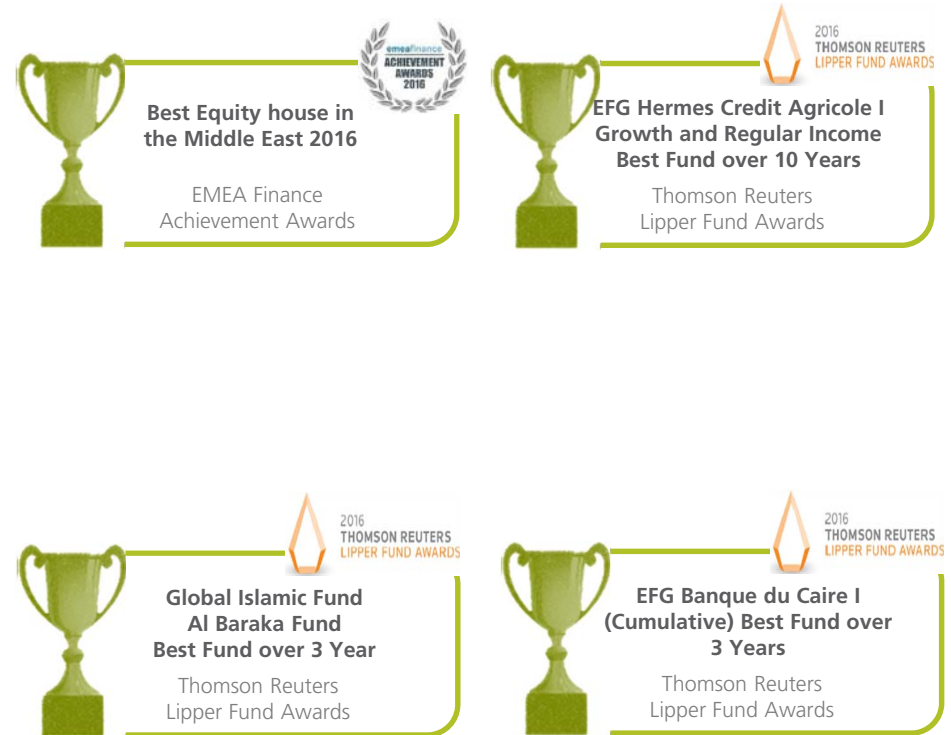 emeafinance
ACHIEVEMENT
AWARDS
2016
Best Equity house in
the Middle East 2016
EMEA Finance
Achievement Awards
2016
THOMSON REUTERS
LIPPER FUND AWARDS
EFG Hermes Credit Agricole I
Growth and Regular Income
Best Fund over 10 Years
Thomson Reuters
Lipper Fund Awards
2016
THOMSON REUTERS
LIPPER FUND AWARDS
Global Islamic Fund
Al Baraka Fund
Best Fund over 3 Year
Thomson Reuters
Lipper Fund Awards
2016
THOMSON REUTERS
LIPPER FUND AWARDS
EFG Banque du Caire I
(Cumulative) Best Fund over
3 Years
Thomson Reuters
Lipper Fund Awards